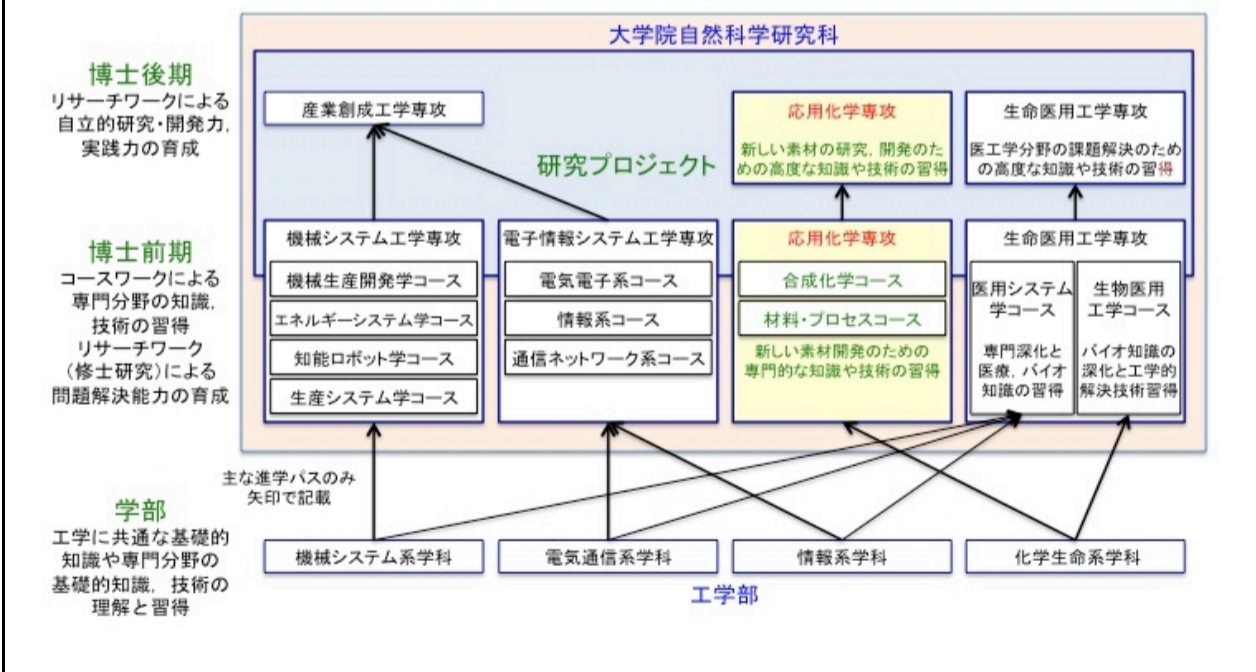 大学院自然科学研究科
博士後期
リサーチワークによる
自立的研究・開発力,
実践力の育成
産業創成工学専攻
研究プロジェクト
応用化学専攻
新しい素材の研究, 開発のた
めの高度な知識や技術の習得
生命医用工学専攻
医工学分野の課題解決のため
の高度な知識や技術の習得
博士前期
コースワークによる
専門分野の知識,
技術の習得
リサーチワーク
(修士研究)による
問題解決能力の育成
機械システム工学専攻
機械生産開発学コース
エネルギーシステム学コース
知能ロボット学コース
生産システム学コース
電子情報システム工学専攻
電気電子系コース
情報系コース
通信ネットワーク系コース
応用化学専攻
合成化学コース
材料・プロセスコース
新しい素材開発のための
専門的な知識や技術の習得
生命医用工学専攻
医用システム
学コース
専門深化と
医療, バイオ
知識の習得
生物医用
工学コース
バイオ知識の
深化と工学的
解決技術習得
主な進学パスのみ
矢印で記載
学部
工学に共通な基礎的
知識や専門分野の
基礎的知識, 技術の
理解と習得
機械システム系学科
電気通信系学科
情報系学科
化学生命系学科
工学部